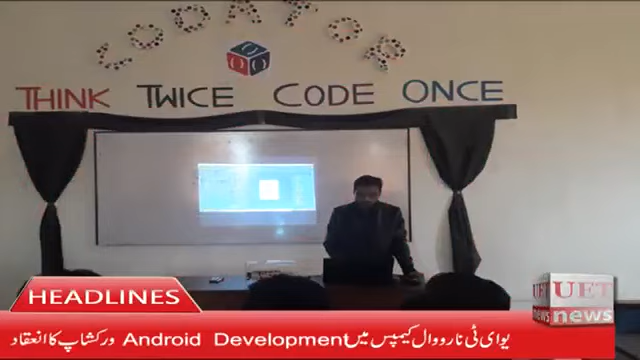 CODATOR
THINK TWICE CODE ONCE
HEADLINES
UET
news
یو ای ٹی نارووال کیمپس میں Android Development ورکشاپ کا انعقاد